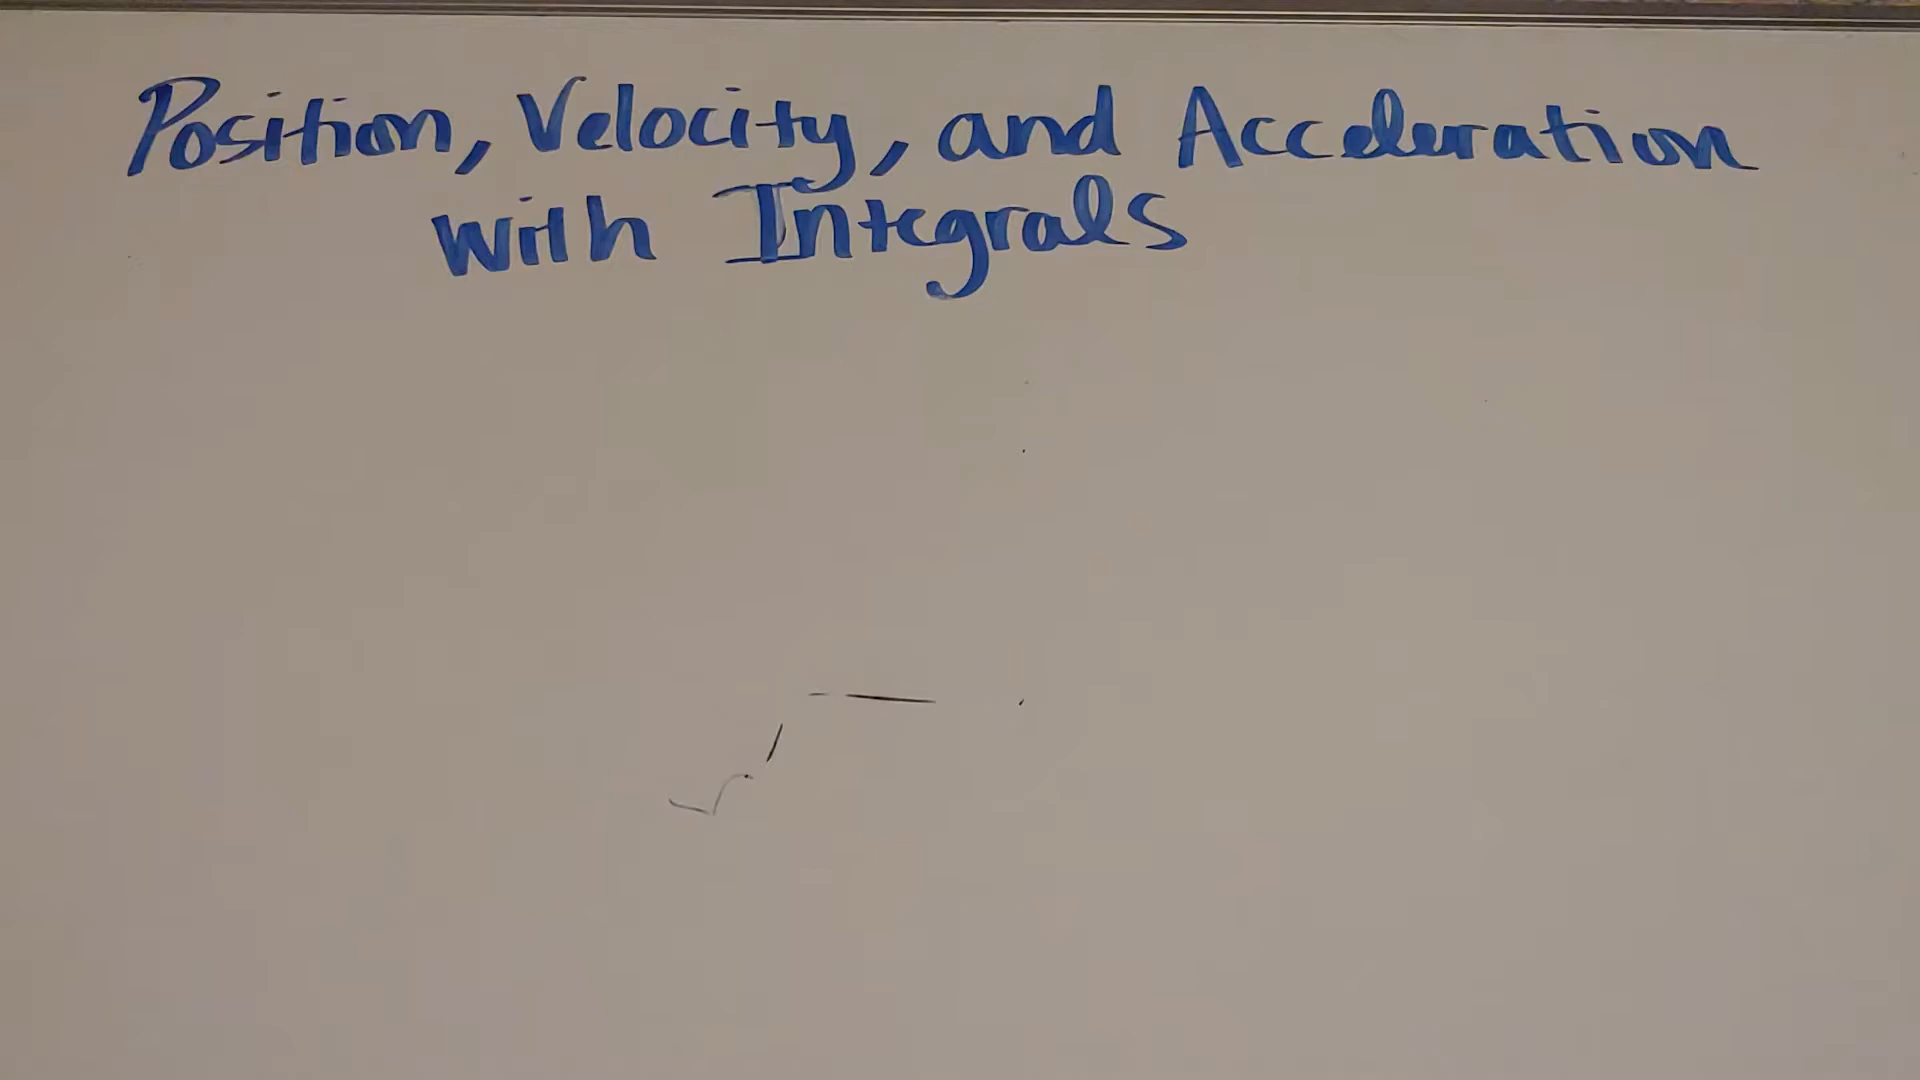 Position, Velocity, and Acceleration
with Integrals